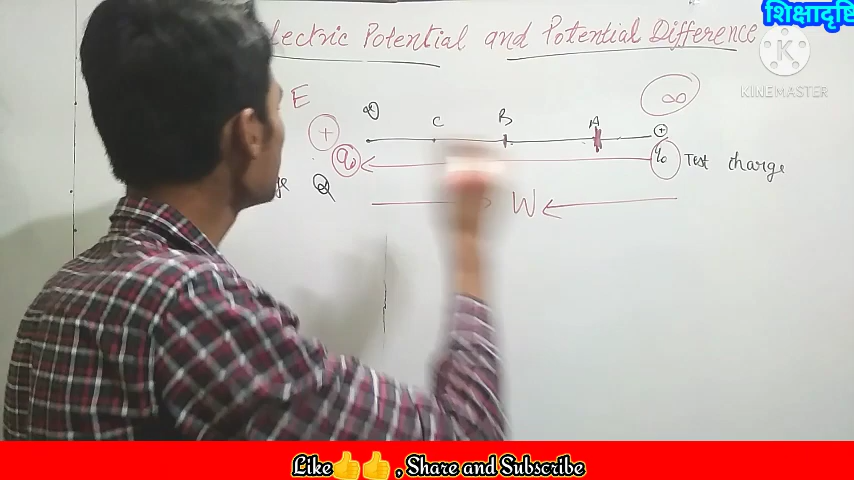 शिक्षादृष्टि
Electric Potential and Potential Difference
KINEMASTER
E ∞
D C B A +
+ q₀ q₀ Test charge
Q
W
Like👍👍, Share and Subscribe